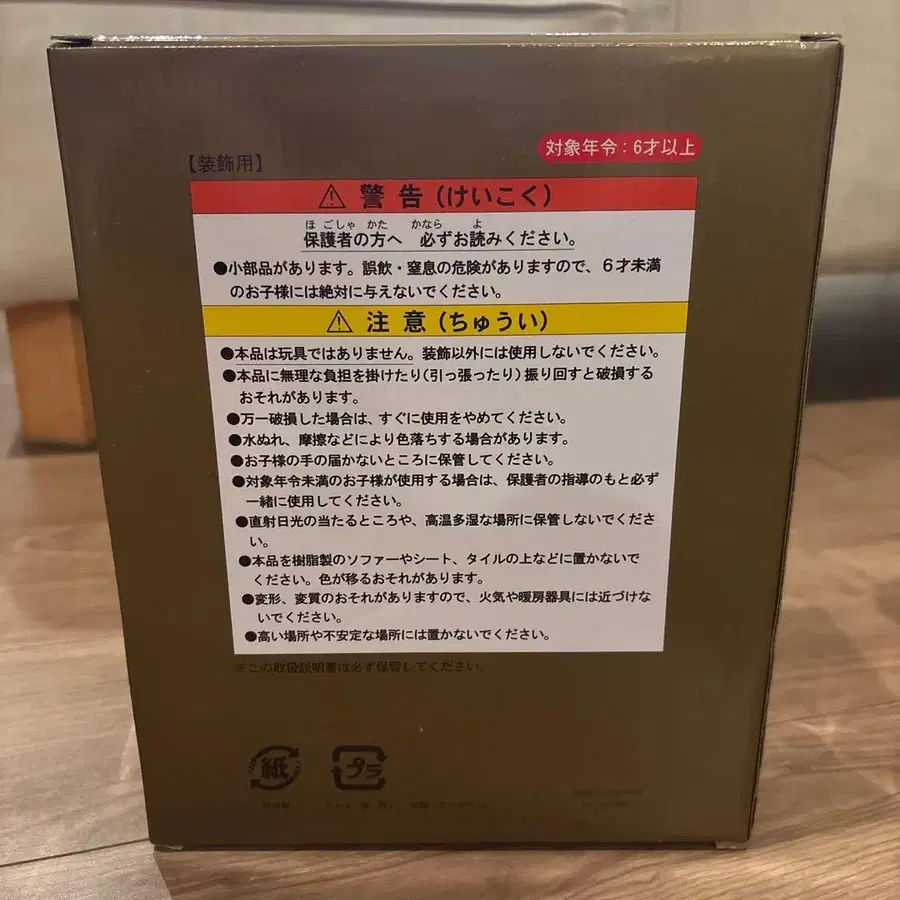 【装飾用】
対象年令：6才以上
⚠ 警告(けいこく)
ほごしゃ かた かなら よ
保護者の方へ 必ずお読みください。
●小部品があります。誤飲・窒息の危険がありますので、６才未満
のお子様には絶対に与えないでください。
⚠ 注意(ちゅうい)
●本品は玩具ではありません。装飾以外には使用しないでください。
●本品に無理な負担を掛けたり(引っ張ったり)振り回すと破損する
おそれがあります。
●万一破損した場合は、すぐに使用をやめてください。
●水ぬれ、摩擦などにより色落ちする場合があります。
●お子様の手の届かないところに保管してください。
●対象年令未満のお子様が使用する場合は、保護者の指導のもと必ず
一緒に使用してください。
●直射日光の当たるところや、高温多湿な場所に保管しないでくださ
い。
●本品を樹脂製のソファーやシート、タイルの上などに置かないで
ください。色が移るおそれがあります。
●変形、変質のおそれがありますので、火気や暖房器具には近づけな
いでください。
●高い場所や不安定な場所には置かないでください。
※この取扱説明書は必ず保管してください。
紙
プラ